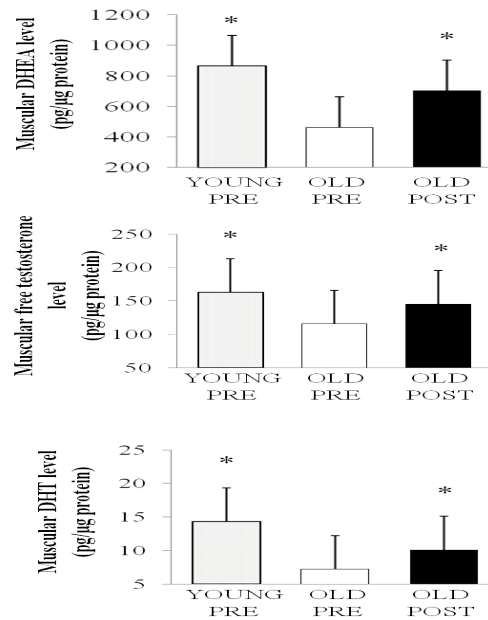 Muscular DHEA level
(pg/µg protein)
1200
1000
800
600
400
200
*
*
YOUNG PRE
OLD PRE
OLD POST
Muscular free testosterone
level
(pg/µg protein)
250
200
150
100
50
*
*
YOUNG PRE
OLD PRE
OLD POST
Muscular DHT level
(pg/µg protein)
25
20
15
10
5
*
*
YOUNG PRE
OLD PRE
OLD POST